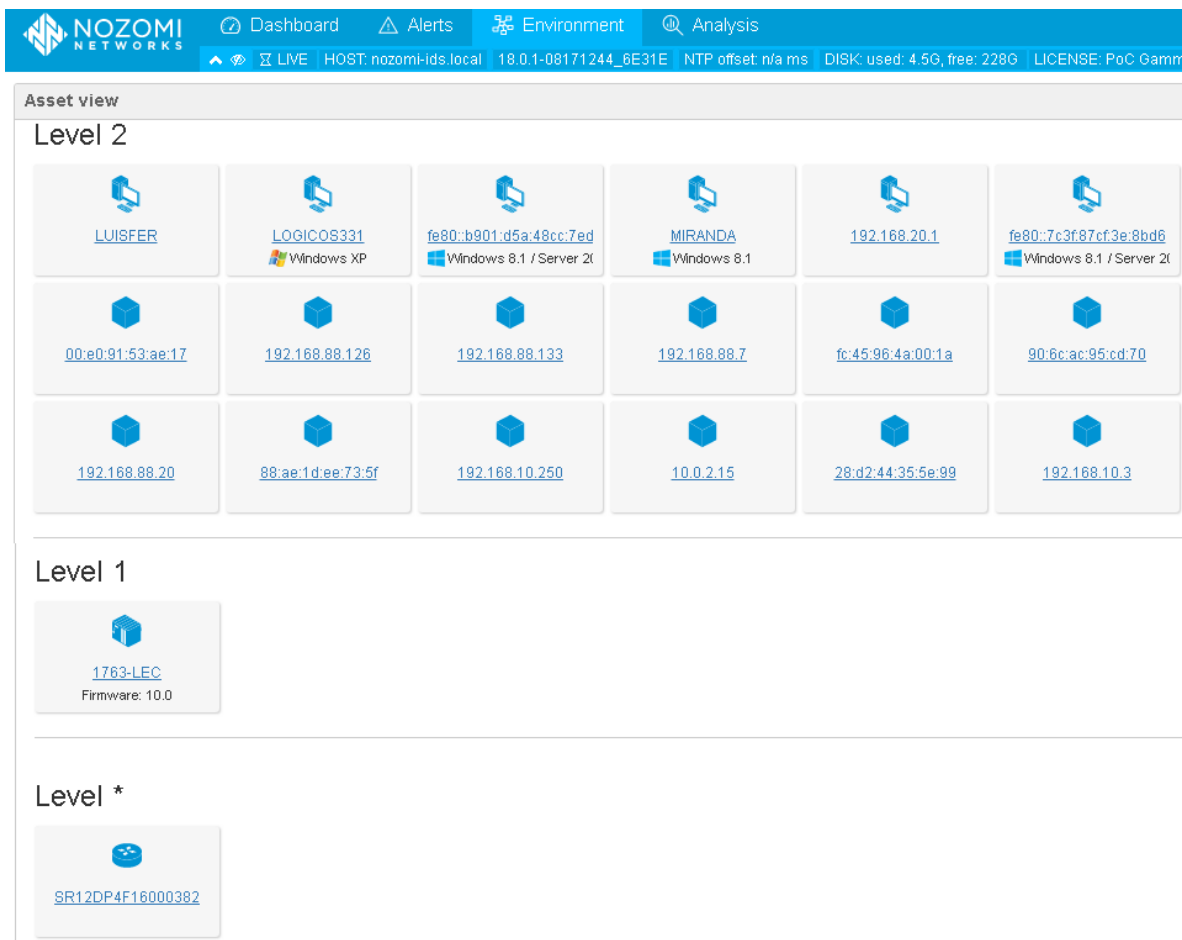 NOZOMI NETWORKS
Dashboard Alerts Environment Analysis
LIVE HOST: nozomi-ids.local 18.0.1-08171244_6E31E NTP offset: n/a ms DISK: used: 4.5G, free: 228G LICENSE: PoC Gamm
Asset view
Level 2
LUISFER LOGICOS331 fe80::b901:d5a:48cc:7ed MIRANDA 192.168.20.1 fe80::7c3f:87cf:3e:8bd6
Windows XP Windows 8.1 / Server 20 Windows 8.1 Windows 8.1 / Server 20
00:e0:91:53:ae:17 192.168.88.126 192.168.88.133 192.168.88.7 fc:45:96:4a:00:1a 90:6c:ac:95:cd:70
192.168.88.20 88:ae:1d:ee:73:5f 192.168.10.250 10.0.2.15 28:d2:44:35:5e:99 192.168.10.3
Level 1
1763-LEC
Firmware: 10.0
Level *
SR12DP4F16000382